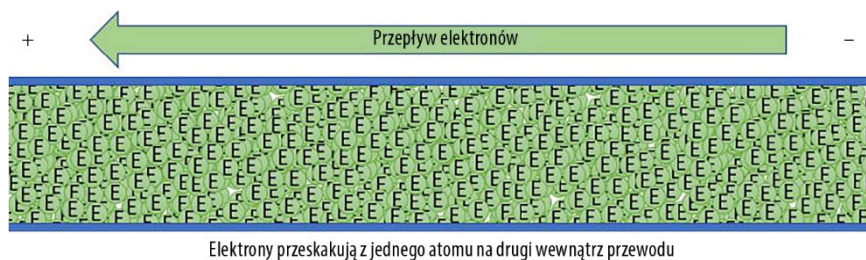 + Przepływ elektronów −
Elektrony przeskakują z jednego atomu na drugi wewnątrz przewodu